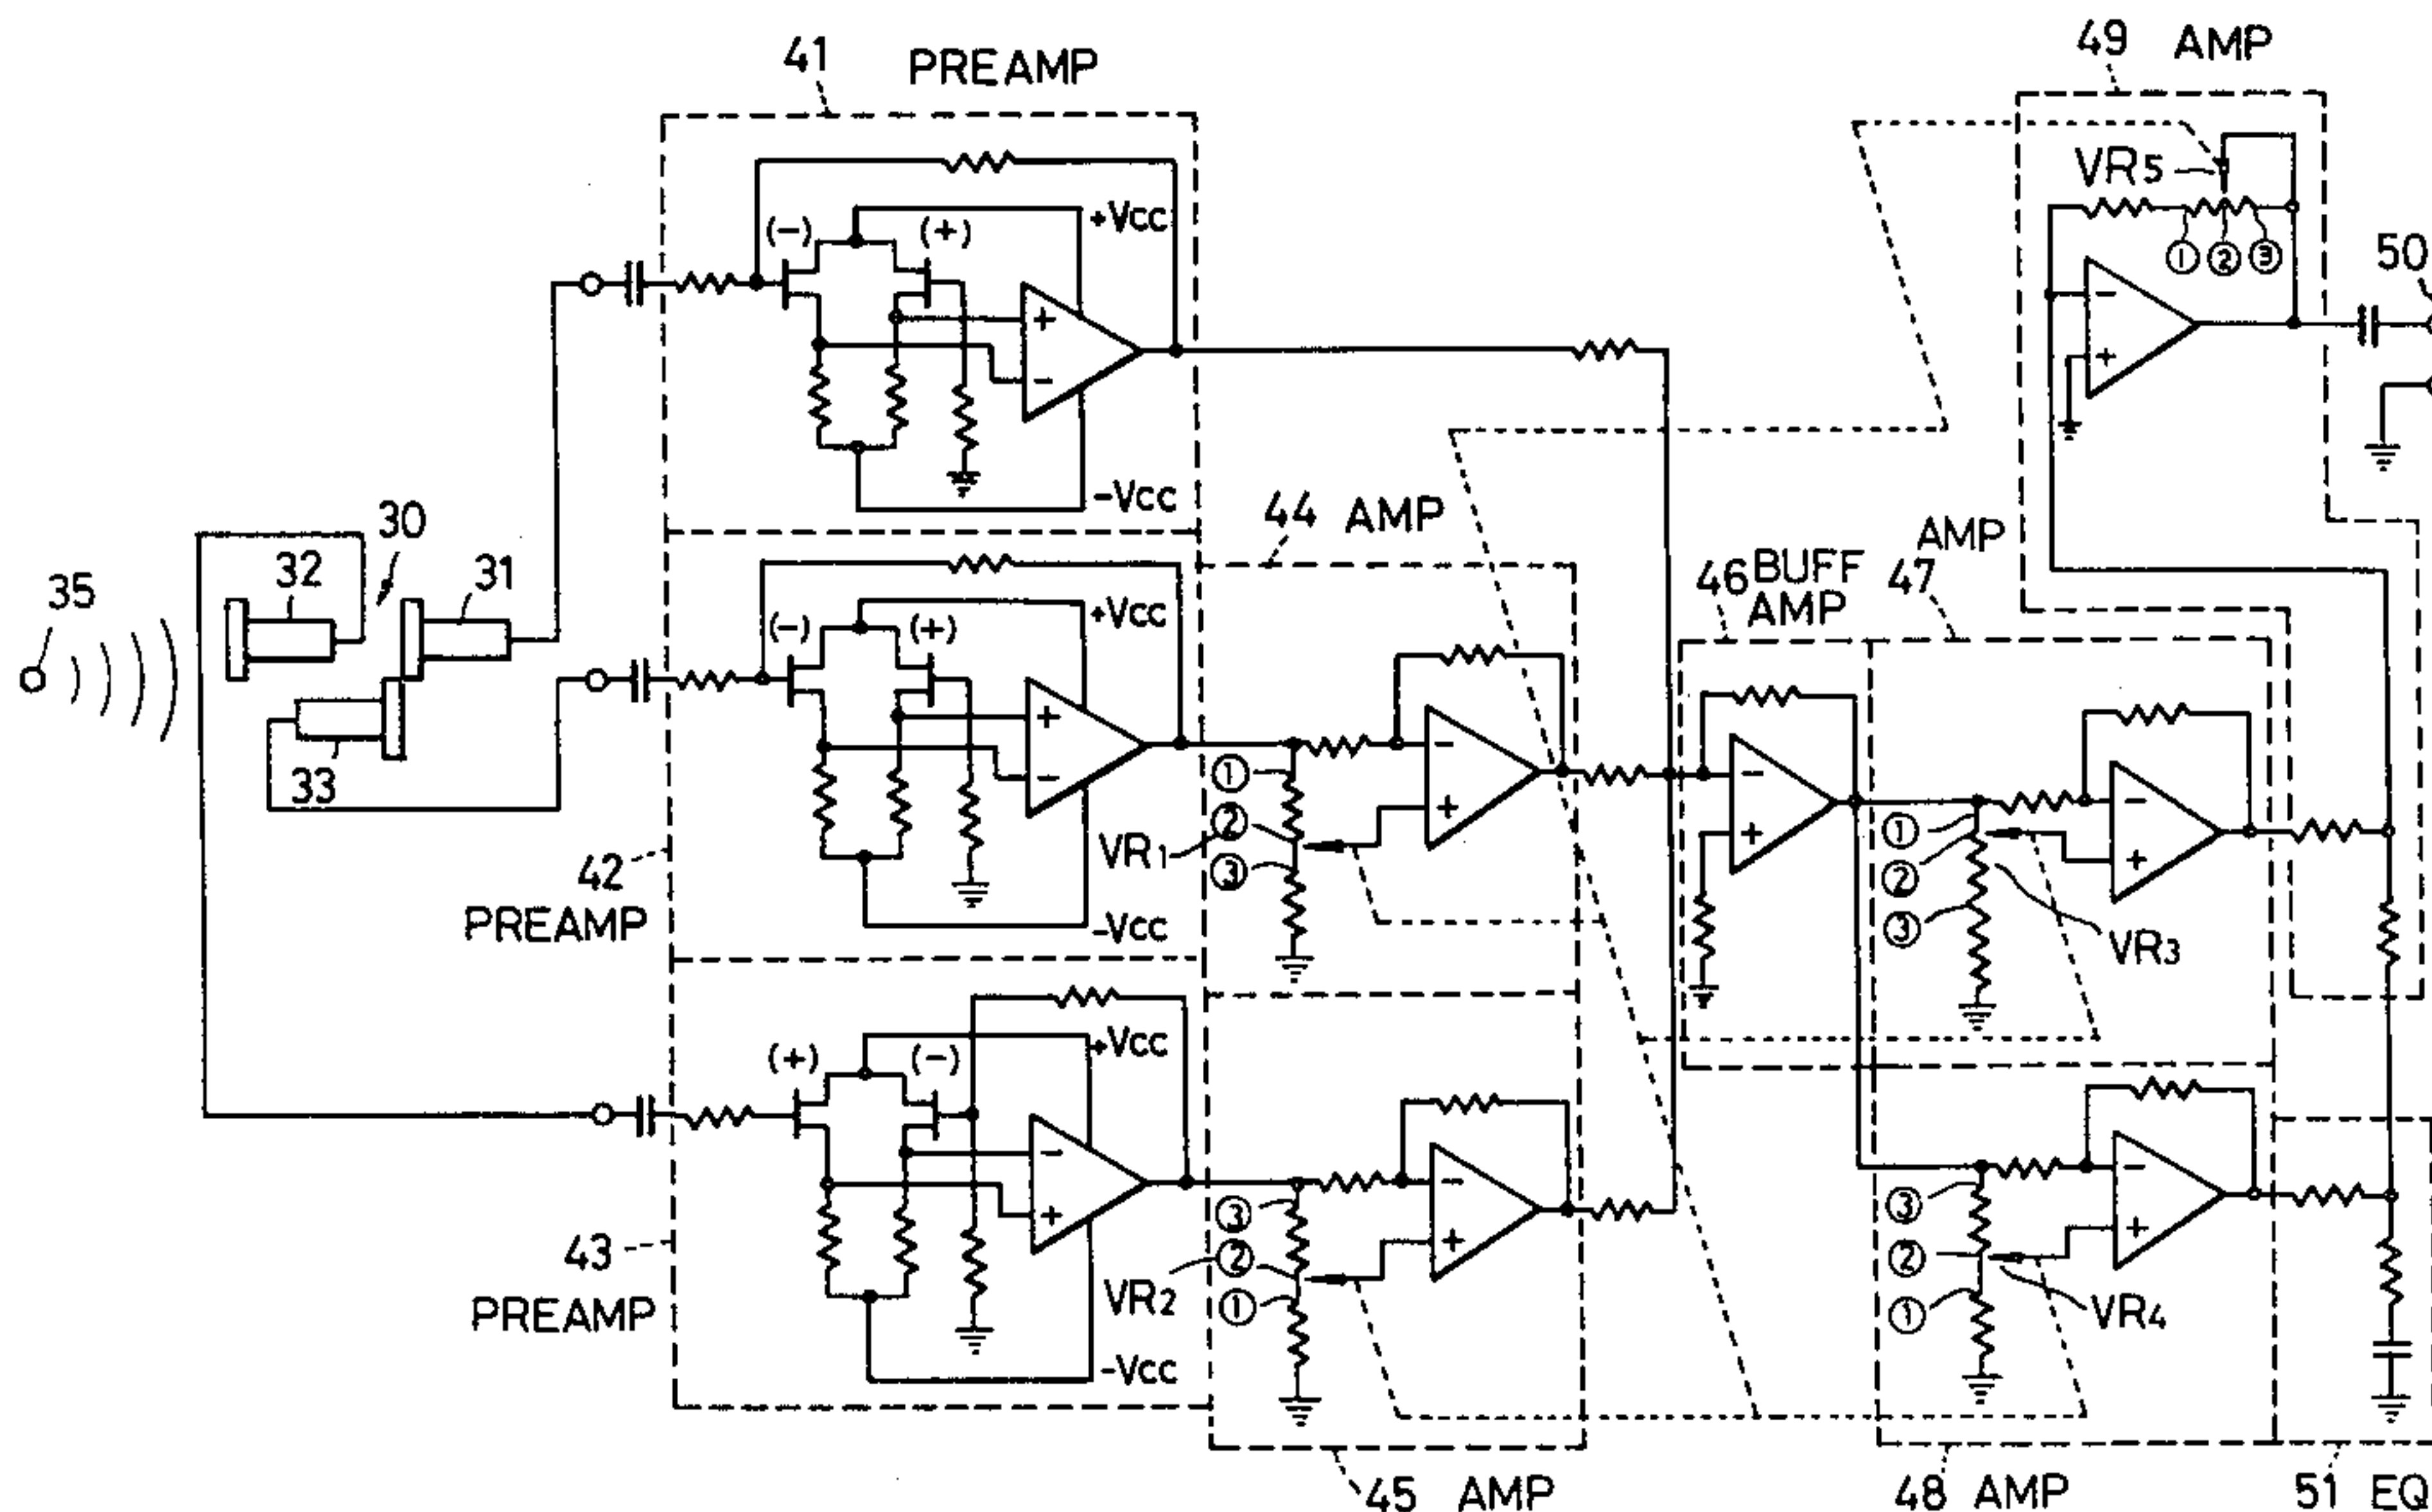 41 PREAMP
49 AMP
VR5
① ② ③
50
(-) (+)
+Vcc
+
-
-Vcc
-
+
30
32
31
35
33
44 AMP
46 BUFF AMP
47 AMP
(-) (+)
+Vcc
+
-
-Vcc
42 PREAMP
①
②
③
VR1
-
+
-
+
①
②
③
VR3
-
+
(+) (-)
+Vcc
-
+
-Vcc
43 PREAMP
③
②
①
VR2
-
+
③
②
①
VR4
-
+
45 AMP
48 AMP
51 EQ